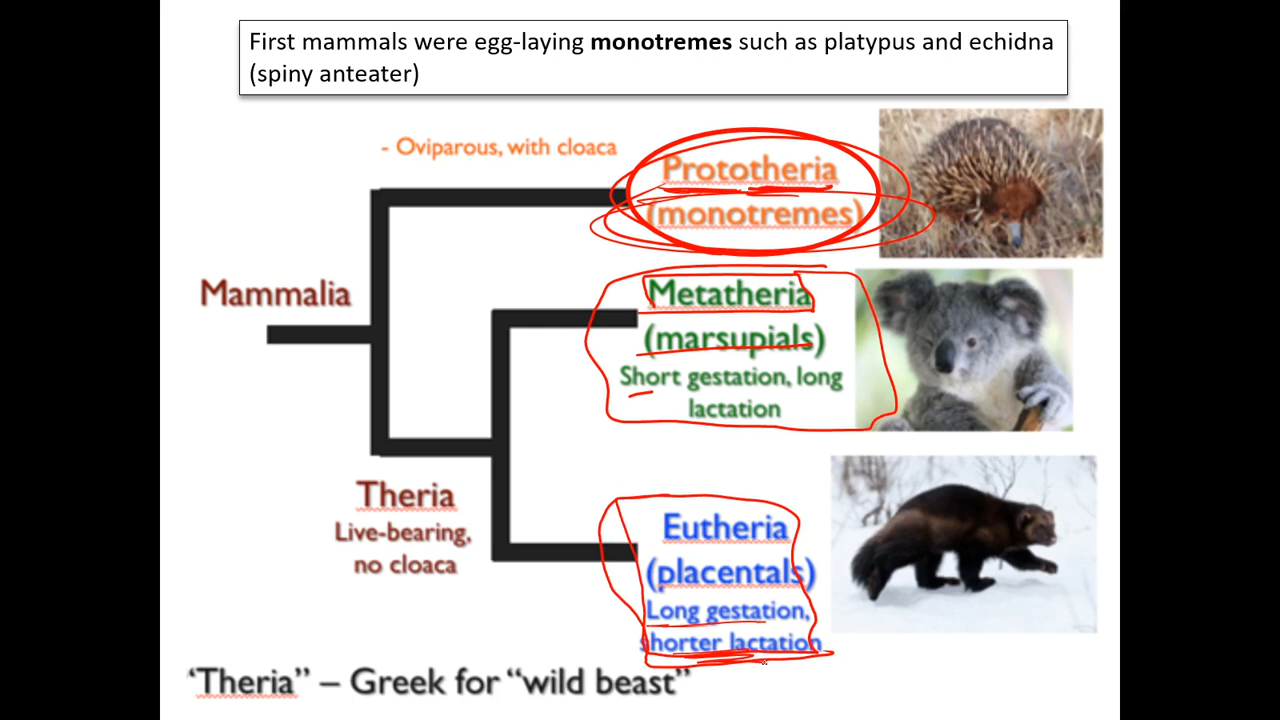 First mammals were egg-laying monotremes such as platypus and echidna
(spiny anteater)
- Oviparous, with cloaca
Prototheria
(monotremes)
Mammalia
Metatheria
(marsupials)
Short gestation, long
lactation
Theria
Live-bearing,
no cloaca
Eutheria
(placentals)
Long gestation,
shorter lactation
‘Theria” – Greek for “wild beast”